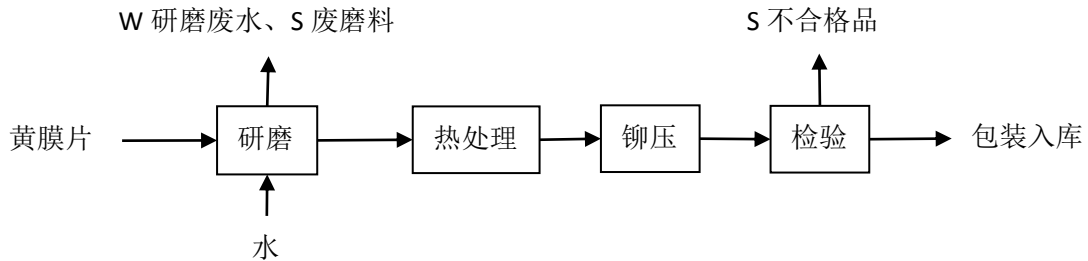 W 研磨废水、S 废磨料
S 不合格品
黄膜片
研磨
热处理
铆压
检验
包装入库
水